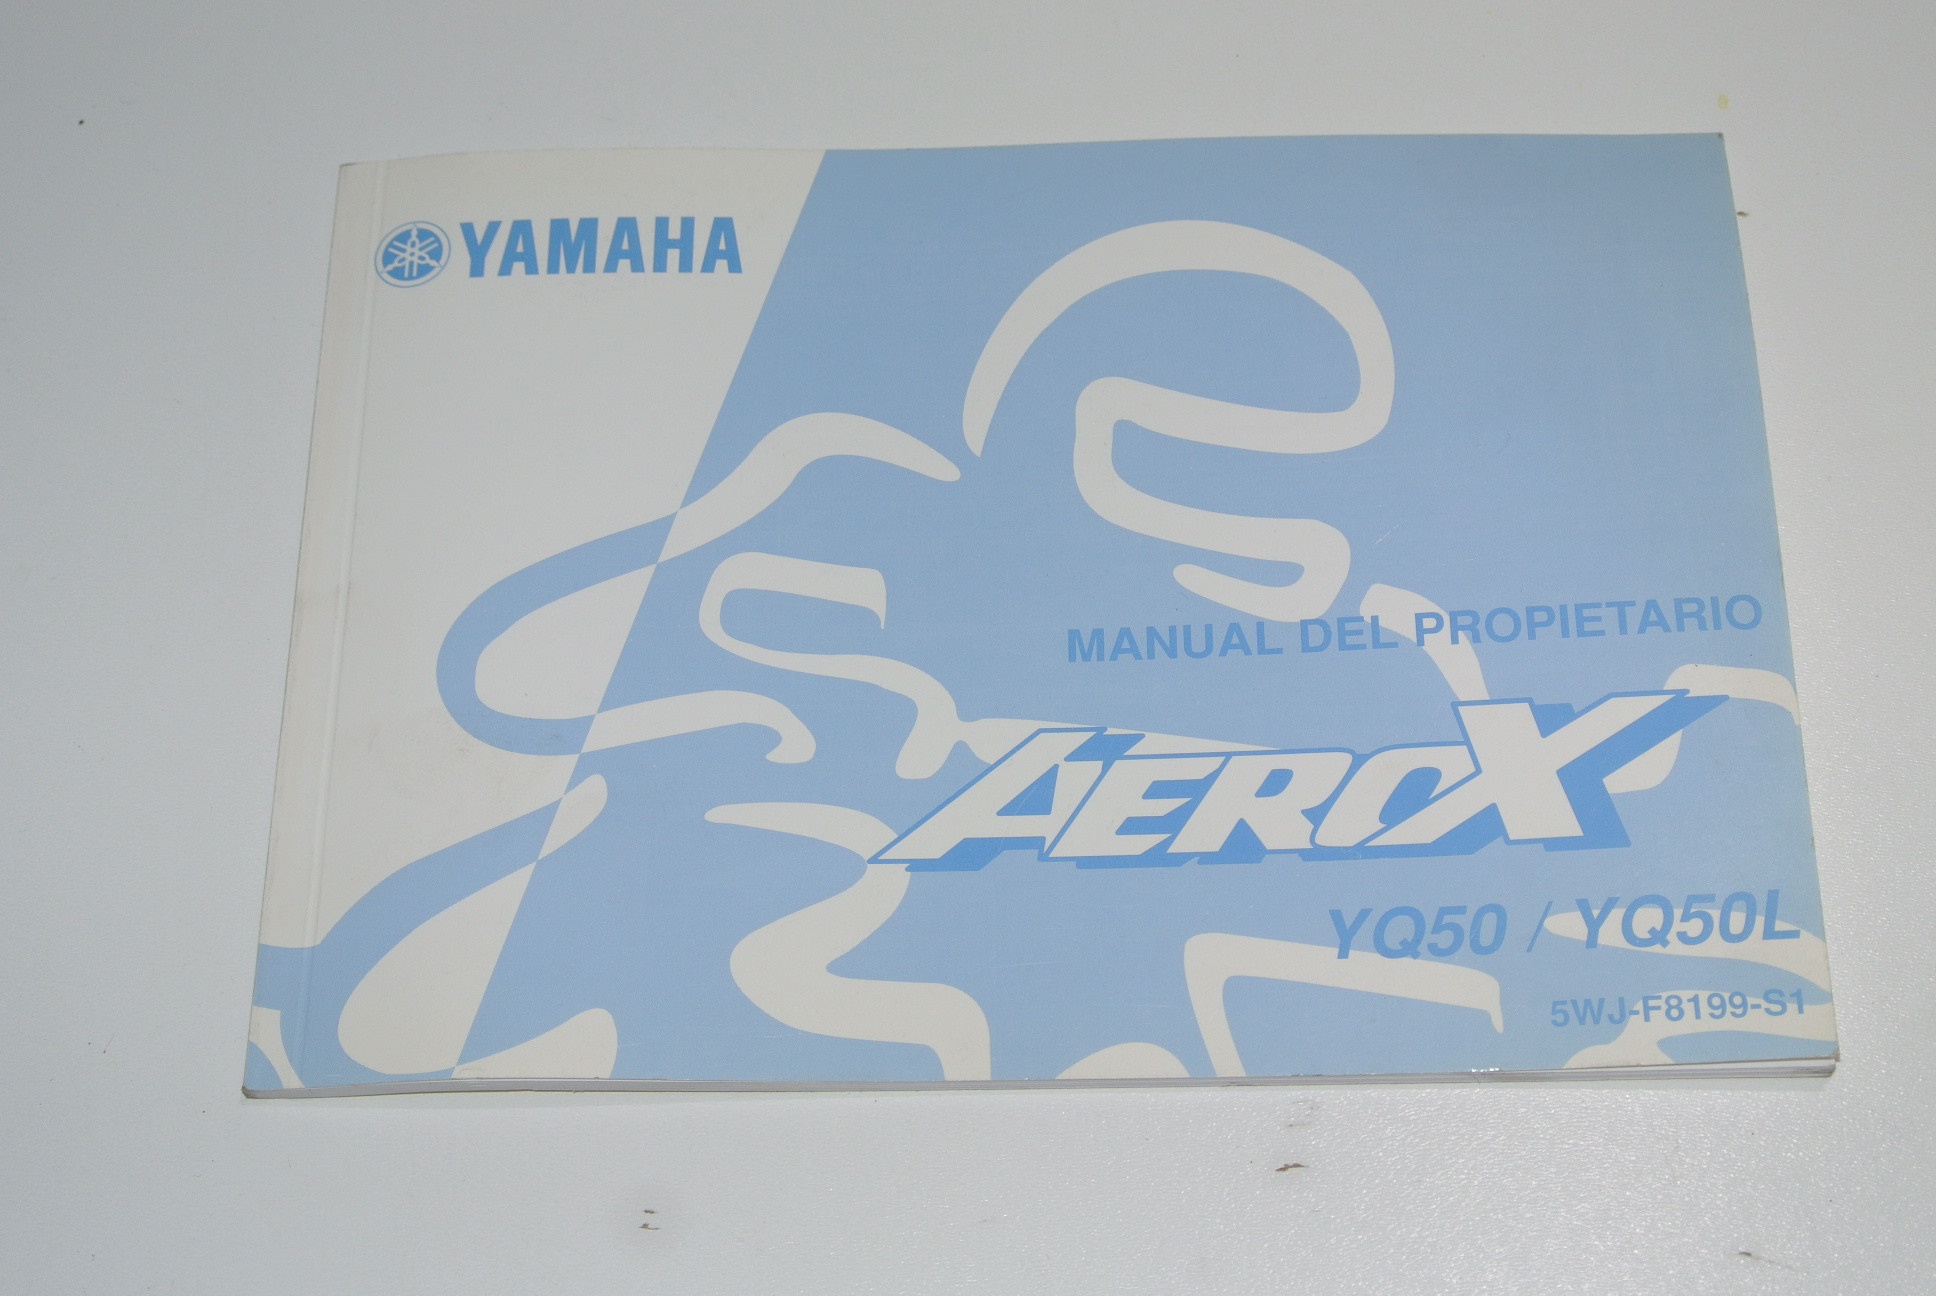 YAMAHA
MANUAL DEL PROPIETARIO
AEROX
YQ50 / YQ50L
5WJ-F8199-S1